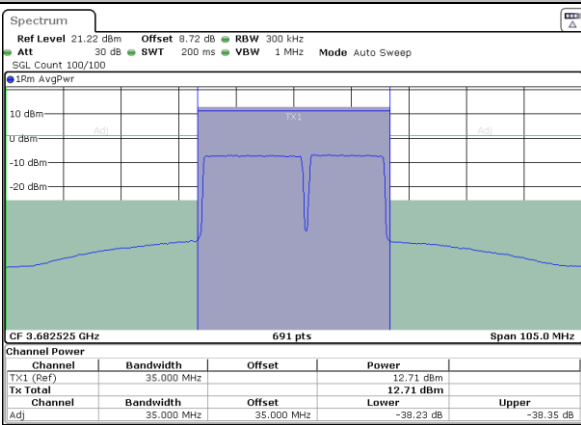 Spectrum
Ref Level 21.22 dBm Offset 8.72 dB RBW 300 kHz
Att 30 dB SWT 200 ms VBW 1 MHz Mode Auto Sweep
SGL Count 100/100
1Rm AvgPwr
10 dBm
TX1
Adj Adj
0 dBm
-10 dBm
-20 dBm
CF 3.682525 GHz 691 pts Span 105.0 MHz
Channel Power
Channel Bandwidth Offset Power
TX1 (Ref) 35.000 MHz 12.71 dBm
Tx Total 12.71 dBm
Channel Bandwidth Offset Lower Upper
Adj 35.000 MHz 35.000 MHz -38.23 dB -38.35 dB